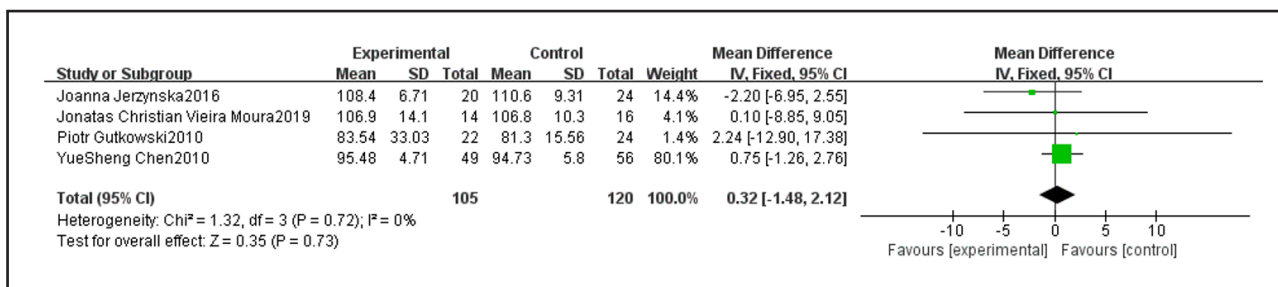 Experimental Control Mean Difference Mean Difference
Study or Subgroup Mean SD Total Mean SD Total Weight IV, Fixed, 95% CI IV, Fixed, 95% CI
Joanna Jerzynska2016 108.4 6.71 20 110.6 9.31 24 14.4% -2.20 [-6.95, 2.55]
Jonatas Christian Vieira Moura2019 106.9 14.1 14 106.8 10.3 16 4.1% 0.10 [-8.85, 9.05]
Piotr Gutkowski2010 83.54 33.03 22 81.3 15.56 24 1.4% 2.24 [-12.90, 17.38]
YueSheng Chen2010 95.48 4.71 49 94.73 5.8 56 80.1% 0.75 [-1.26, 2.76]
Total (95% CI) 105 120 100.0% 0.32 [-1.48, 2.12]
Heterogeneity: Chi² = 1.32, df = 3 (P = 0.72); I² = 0%
Test for overall effect: Z = 0.35 (P = 0.73)
-10 -5 0 5 10
Favours [experimental] Favours [control]